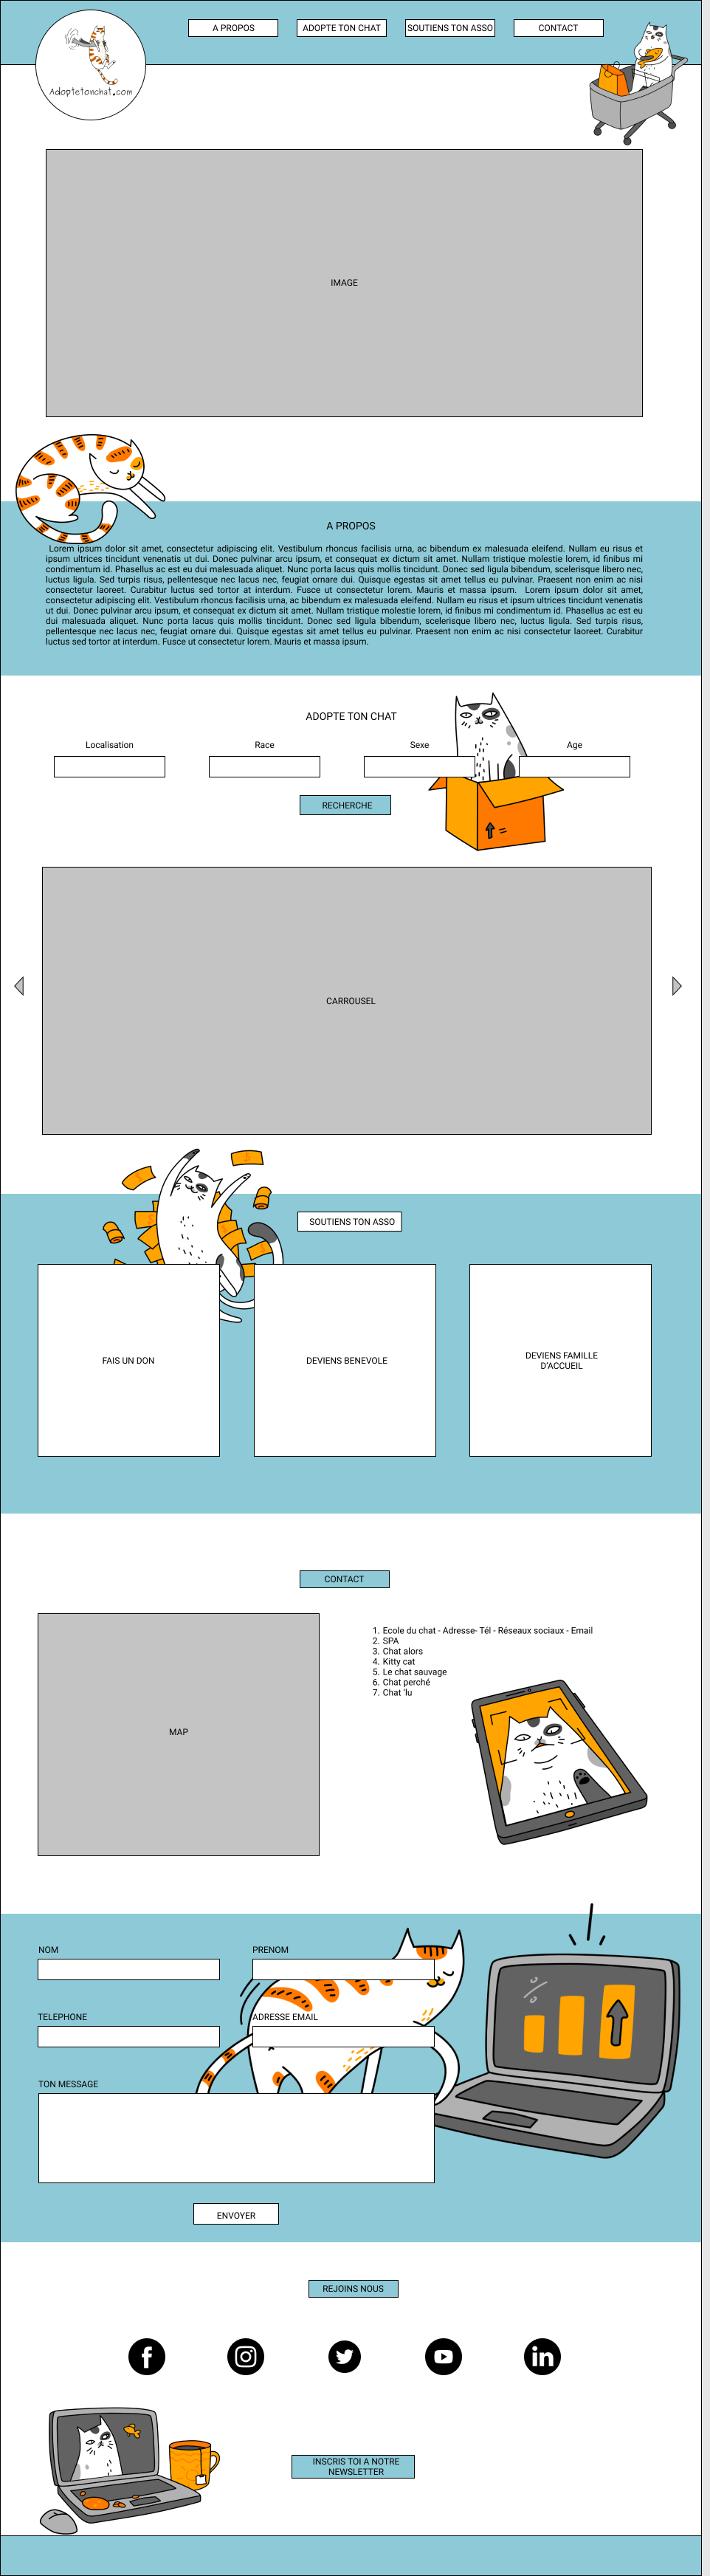 A PROPOS
ADOPTE TON CHAT
SOUTIENS TON ASSO
CONTACT
Adoptetonchat.com
IMAGE
A PROPOS
Lorem ipsum dolor sit amet, consectetur adipiscing elit. Vestibulum rhoncus facilisis urna, ac bibendum ex malesuada eleifend. Nullam eu risus et
ipsum ultrices tincidunt venenatis ut dui. Donec pulvinar arcu ipsum, et consequat ex dictum sit amet. Nullam tristique molestie lorem, id finibus mi
condimentum id. Phasellus ac est eu dui malesuada aliquet. Nunc porta lacus quis mollis tincidunt. Donec sed ligula bibendum, scelerisque libero nec,
luctus ligula. Sed turpis risus, pellentesque nec lacus nec, feugiat ornare dui. Quisque egestas sit amet tellus eu pulvinar. Praesent non enim ac nisi
consectetur laoreet. Curabitur luctus sed tortor at interdum. Fusce ut consectetur lorem. Mauris et massa ipsum. Lorem ipsum dolor sit amet,
consectetur adipiscing elit. Vestibulum rhoncus facilisis urna, ac bibendum ex malesuada eleifend. Nullam eu risus et ipsum ultrices tincidunt venenatis
ut dui. Donec pulvinar arcu ipsum, et consequat ex dictum sit amet. Nullam tristique molestie lorem, id finibus mi condimentum id. Phasellus ac est eu
dui malesuada aliquet. Nunc porta lacus quis mollis tincidunt. Donec sed ligula bibendum, scelerisque libero nec, luctus ligula. Sed turpis risus,
pellentesque nec lacus nec, feugiat ornare dui. Quisque egestas sit amet tellus eu pulvinar. Praesent non enim ac nisi consectetur laoreet. Curabitur
luctus sed tortor at interdum. Fusce ut consectetur lorem. Mauris et massa ipsum.
ADOPTE TON CHAT
Localisation
Race
Sexe
Age
RECHERCHE
CARROUSEL
SOUTIENS TON ASSO
FAIS UN DON
DEVIENS BENEVOLE
DEVIENS FAMILLE
D'ACCUEIL
CONTACT
MAP
1. Ecole du chat - Adresse- Tél - Réseaux sociaux - Email
2. SPA
3. Chat alors
4. Kitty cat
5. Le chat sauvage
6. Chat perché
7. Chat 'lu
NOM
PRENOM
TELEPHONE
ADRESSE EMAIL
TON MESSAGE
%
ENVOYER
REJOINS NOUS
INSCRIS TOI A NOTRE
NEWSLETTER